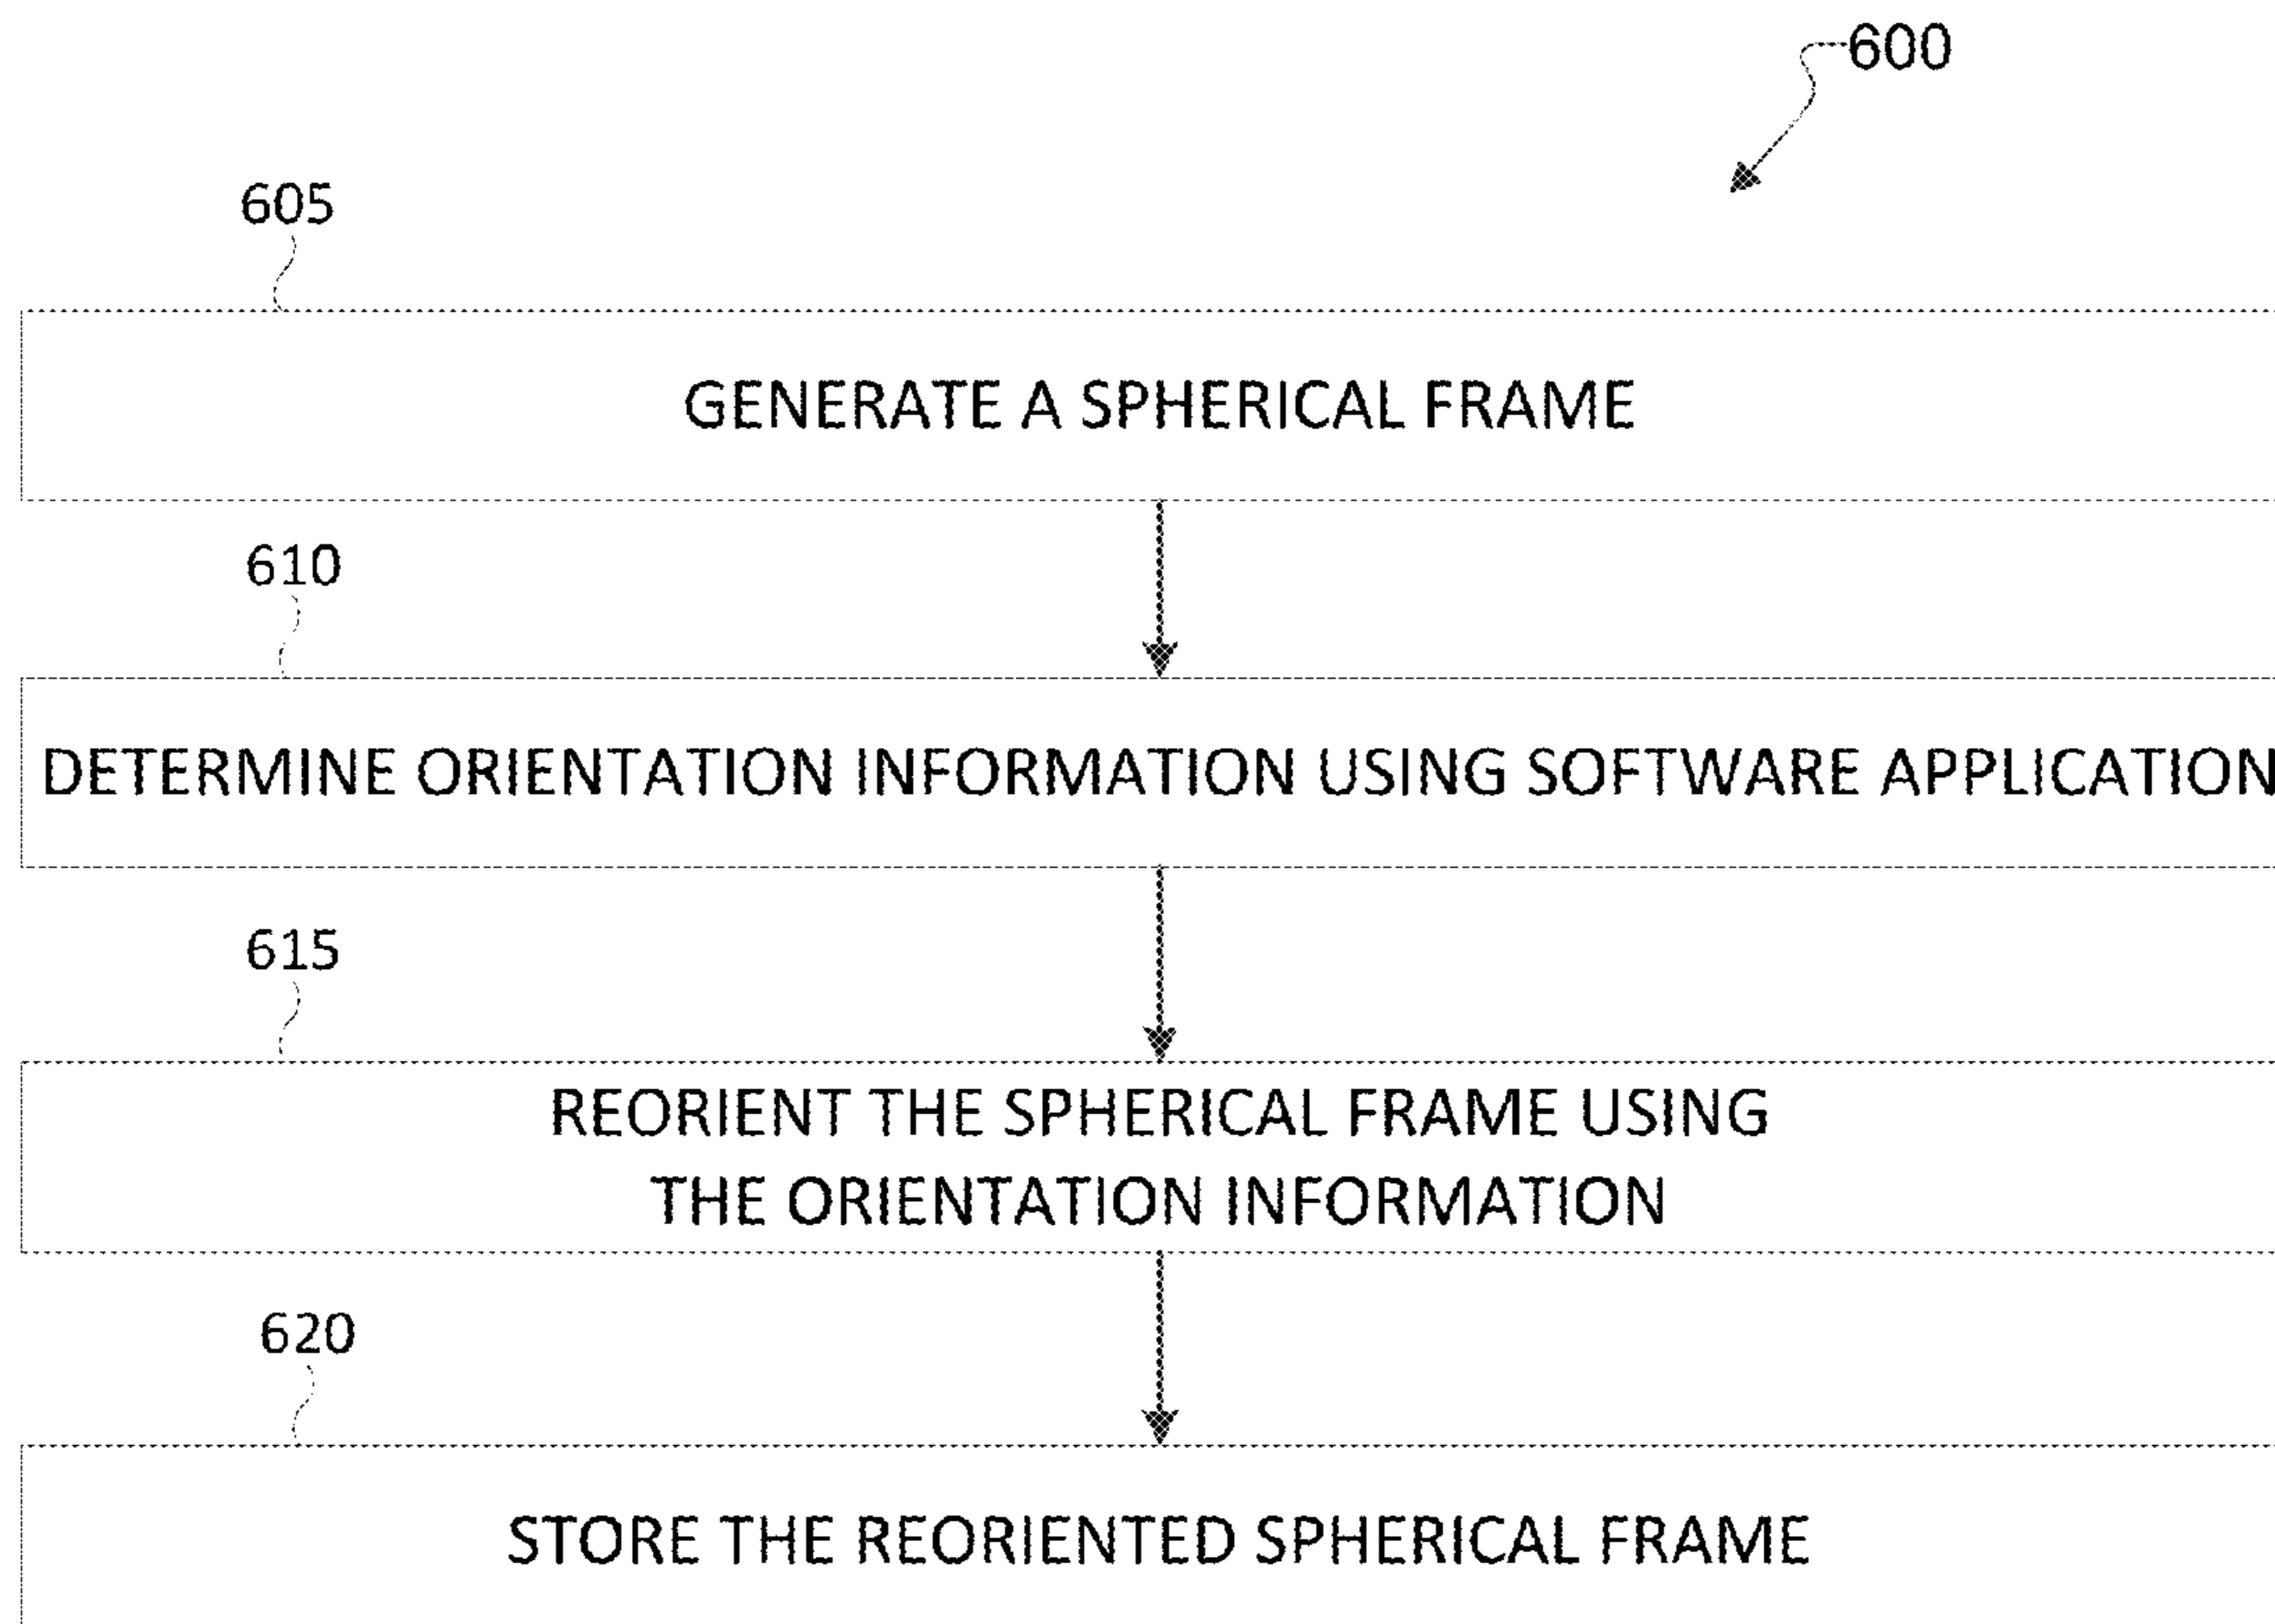 600
605
GENERATE A SPHERICAL FRAME
610
DETERMINE ORIENTATION INFORMATION USING SOFTWARE APPLICATION
615
REORIENT THE SPHERICAL FRAME USING
THE ORIENTATION INFORMATION
620
STORE THE REORIENTED SPHERICAL FRAME